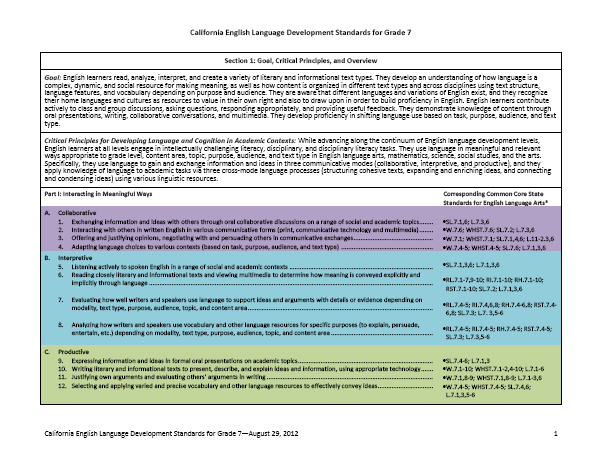 California English Language Development Standards for Grade 7
Section 1: Goal, Critical Principles, and Overview
Goal: English learners read, analyze, interpret, and create a variety of literary and informational text types. They develop an understanding of how language is a
complex, dynamic, and social resource for making meaning, as well as how content is organized in different text types and across disciplines using text structure,
language features, and vocabulary depending on purpose and audience. They are aware that different languages and variations of English exist, and they recognize
their home languages and cultures as resources to value in their own right and also to draw upon in order to build proficiency in English. English learners contribute
actively to class and group discussions, asking questions, responding appropriately, and providing useful feedback. They demonstrate knowledge of content through
oral presentations, writing, collaborative conversations, and multimedia. They develop proficiency in shifting language use based on task, purpose, audience, and text
type.
Critical Principles for Developing Language and Cognition in Academic Contexts: While advancing along the continuum of English language development levels,
English learners at all levels engage in intellectually challenging literacy, disciplinary, and disciplinary literacy tasks. They use language in meaningful and relevant
ways appropriate to grade level, content area, topic, purpose, audience, and text type in English language arts, mathematics, science, social studies, and the arts.
Specifically, they use language to gain and exchange information and ideas in three communicative modes (collaborative, interpretive, and productive), and they
apply knowledge of language to academic tasks via three cross-mode language processes (structuring cohesive texts, expanding and enriching ideas, and connecting
and condensing ideas) using various linguistic resources.
Part I: Interacting in Meaningful Ways
Corresponding Common Core State
Standards for English Language Arts*
A. Collaborative
1. Exchanging information and ideas with others through oral collaborative discussions on a range of social and academic topics
•SL.7.1,6; L.7.3,6
2. Interacting with others in written English in various communicative forms (print, communicative technology and multimedia)
•W.7.6; WHST.7.6; SL.7.2; L.7.3,6
3. Offering and justifying opinions, negotiating with and persuading others in communicative exchanges
•W.7.1; WHST.7.1; SL.7.1,4,6; L.11-2.3,6
4. Adapting language choices to various contexts (based on task, purpose, audience, and text type)
•W.7.4-5; WHST.4-5; SL.7.6; L.7.1,3,6
B. Interpretive
5. Listening actively to spoken English in a range of social and academic contexts
•SL.7.1,3,6; L.7.1,3,6
6. Reading closely literary and informational texts and viewing multimedia to determine how meaning is conveyed explicitly and
implicitly through language
•RL.7.1-7,9-10; RI.7.1-10; RH.7.1-10;
RST.7.1-10; SL.7.2; L.7.1,3,6
7. Evaluating how well writers and speakers use language to support ideas and arguments with details or evidence depending on
modality, text type, purpose, audience, topic, and content area
•RL.7.4-5; RI.7.4,6,8; RH.7.4-6,8; RST.7.4-
6,8; SL.7.3; L.7. 3,5-6
8. Analyzing how writers and speakers use vocabulary and other language resources for specific purposes (to explain, persuade,
entertain, etc.) depending on modality, text type, purpose, audience, topic, and content area
•RL.7.4-5; RI.7.4-5; RH.7.4-5; RST.7.4-5;
SL.7.3; L.7.3,5-6
C. Productive
9. Expressing information and ideas in formal oral presentations on academic topics
•SL.7.4-6; L.7.1,3
10. Writing literary and informational texts to present, describe, and explain ideas and information, using appropriate technology
•W.7.1-10; WHST.7.1-2,4-10; L.7.1-6
11. Justifying own arguments and evaluating others' arguments in writing
•W.7.1,8-9; WHST.7.1,8-9; L.7.1-3,6
12. Selecting and applying varied and precise vocabulary and other language resources to effectively convey ideas
•W.7.4-5; WHST.7.4-5; SL.7.4,6;
L.7.1,3,5-6
California English Language Development Standards for Grade 7—August 29, 2012
1